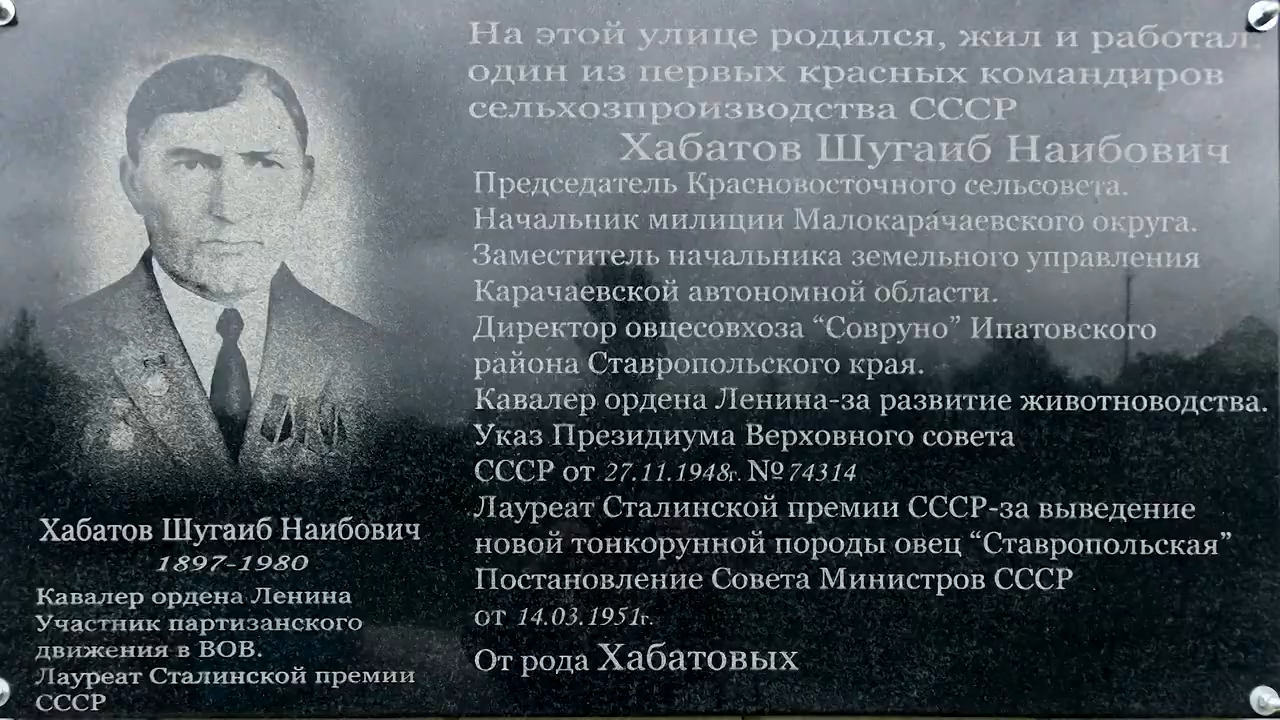 На этой улице родился, жил и работал
один из первых красных командиров
сельхозпроизводства СССР
Хабатов Шугаиб Наибович
Председатель Красновосточного сельсовета.
Начальник милиции Малокарачаевского округа.
Заместитель начальника земельного управления
Карачаевской автономной области.
Директор овцесовхоза “Совруно” Ипатовского
района Ставропольского края.
Кавалер ордена Ленина-за развитие животноводства.
Указ Президиума Верховного совета
СССР от 27.11.1948г. №74314
Лауреат Сталинской премии СССР-за выведение
новой тонкорунной породы овец “Ставропольская”
Постановление Совета Министров СССР
от 14.03.1951г.
От рода Хабатовых
Хабатов Шугаиб Наибович
1897-1980
Кавалер ордена Ленина
Участник партизанского
движения в ВОВ.
Лауреат Сталинской премии
СССР